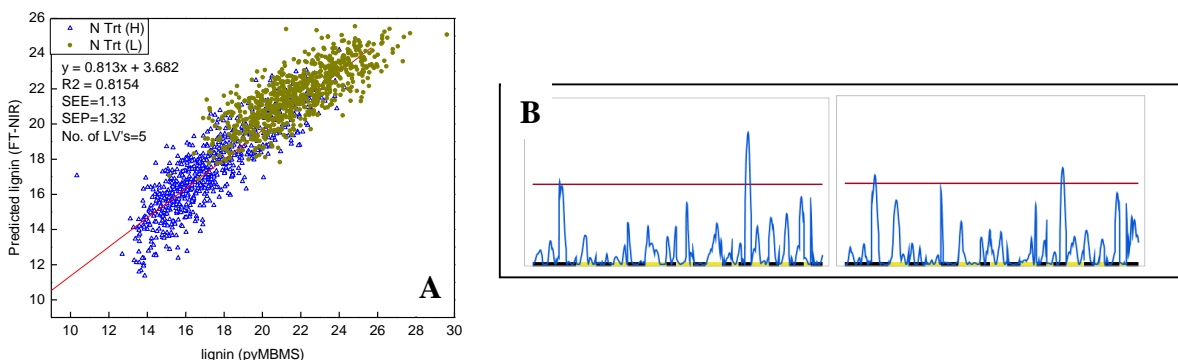 26
24
22
20
18
16
14
12
10
Predicted lignin (FT-NIR)
N Trt (H)
N Trt (L)
y = 0.813x + 3.682
R2 = 0.8154
SEE=1.13
SEP=1.32
No. of LV's=5
A
10 12 14 16 18 20 22 24 26 28 30
lignin (pyMBMS)
B